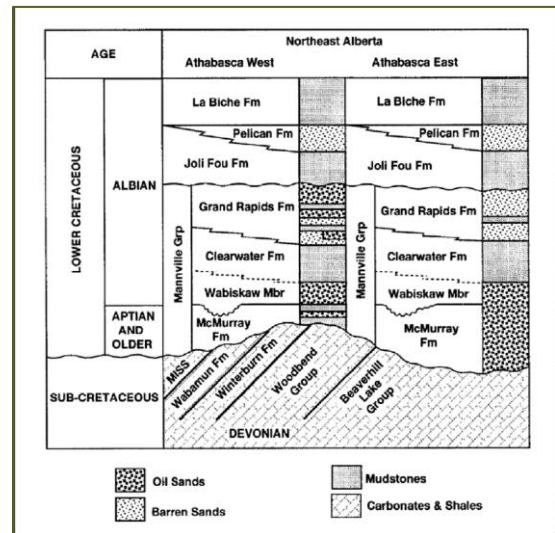 AGE
Northeast Alberta
Athabasca West
Athabasca East
LOWER CRETACEOUS
ALBIAN
APTIAN
AND
OLDER
SUB-CRETACEOUS
La Biche Fm
Pelican Fm
Joli Fou Fm
Mannville Grp
Grand Rapids Fm
Clearwater Fm
Wabiskaw Mbr
McMurray
Fm
La Biche Fm
Pelican Fm
Joli Fou Fm
Mannville Grp
Grand Rapids Fm
Clearwater Fm
Wabiskaw Mbr
McMurray
Fm
MISS
Wabamun Fm
Winterburn Fm
Woodbend
Group
Beaverhill
Lake
Group
DEVONIAN
Oil Sands
Barren Sands
Mudstones
Carbonates & Shales